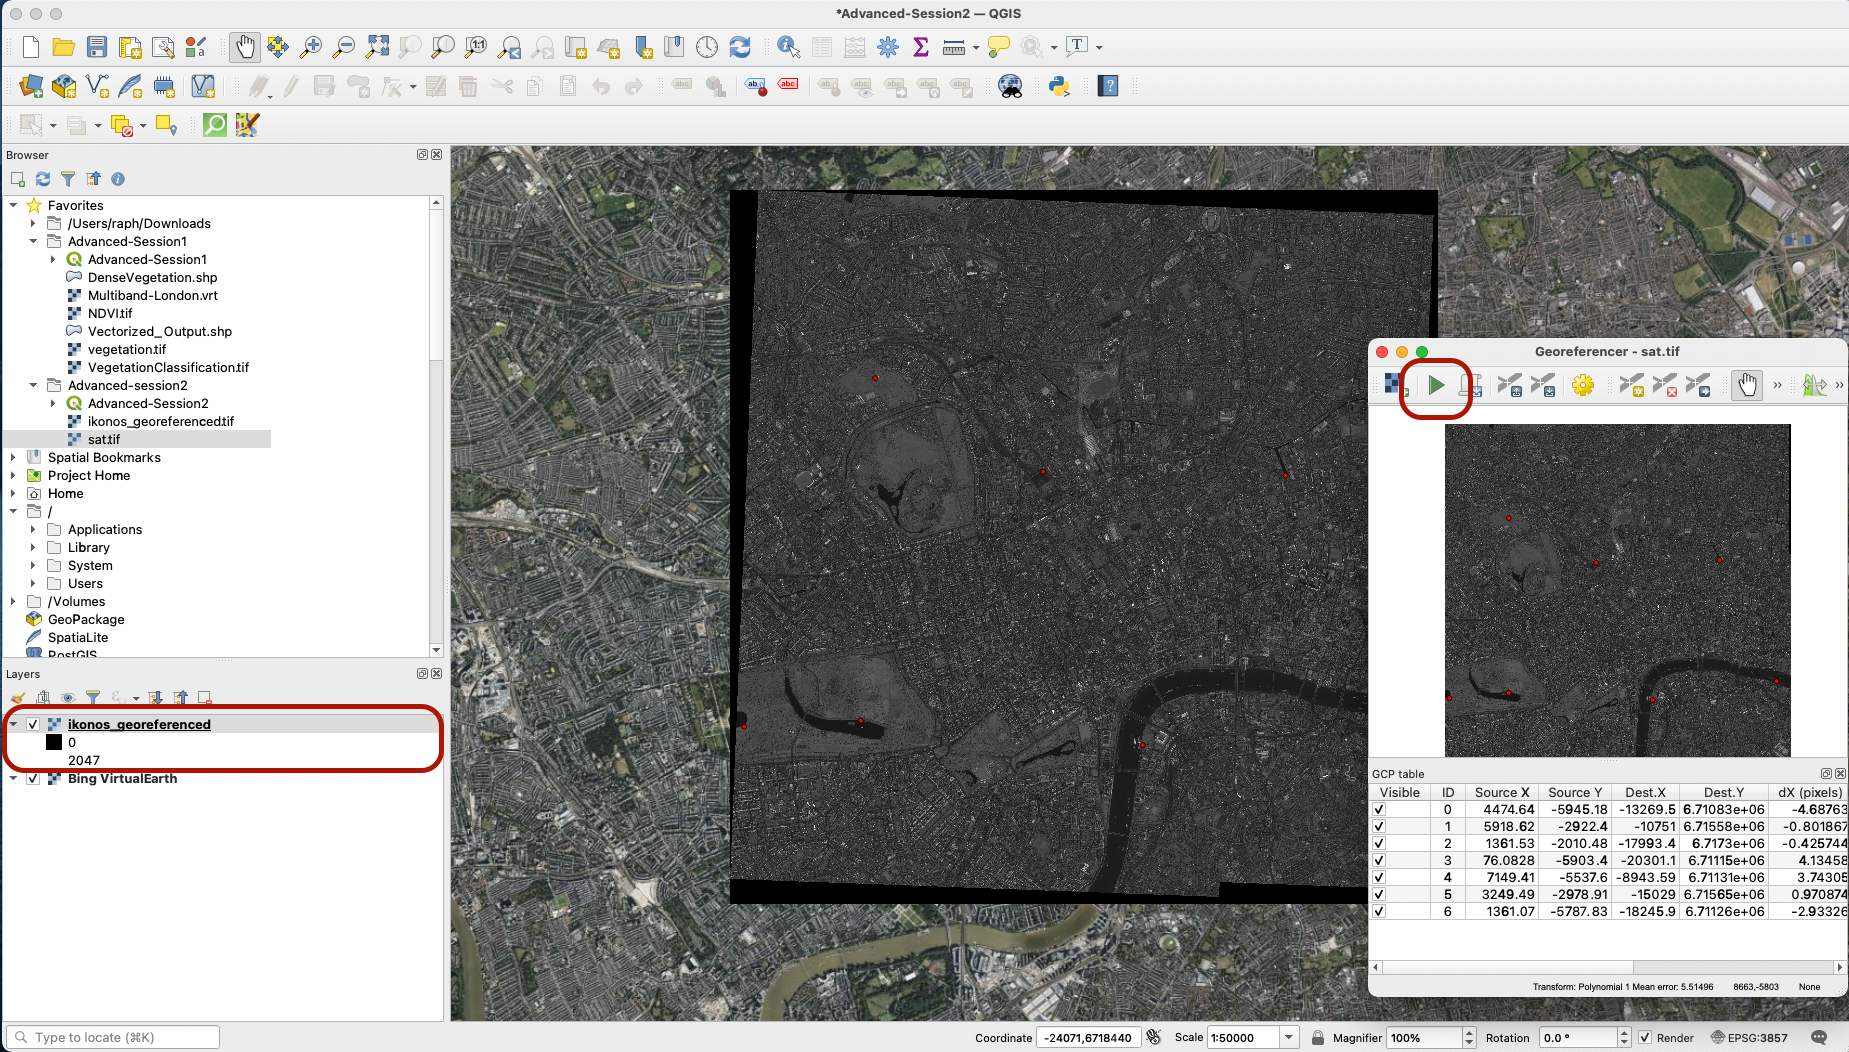 *Advanced-Session2 — QGIS
Browser
Favorites
/Users/raph/Downloads
Advanced-Session1
Advanced-Session1
DenseVegetation.shp
Multiband-London.vrt
NDVI.tif
Vectorized_Output.shp
vegetation.tif
VegetationClassification.tif
Advanced-session2
Advanced-Session2
ikonos_georeferenced.tif
sat.tif
Spatial Bookmarks
Project Home
Home
/
Applications
Library
System
Users
/Volumes
GeoPackage
SpatiaLite
PostGIS
Layers
ikonos_georeferenced
0
2047
Bing VirtualEarth
Georeferencer - sat.tif
GCP table
Visible ID Source X Source Y Dest.X Dest.Y dX (pixels)
0 4474.64 -5945.18 -13269.5 6.71083e+06 -4.68763
1 5918.62 -2922.4 -10751 6.71558e+06 -0.801867
2 1361.53 -2010.48 -17993.4 6.7173e+06 -0.425744
3 76.0828 -5903.4 -20301.1 6.71115e+06 4.13458
4 7149.41 -5537.6 -8943.59 6.71131e+06 3.74305
5 3249.49 -2978.91 -15029 6.71565e+06 0.970874
6 1361.07 -5787.83 -18245.9 6.71126e+06 -2.93326
Transform: Polynomial 1 Mean error: 5.51496 8663,-5803 None
Type to locate (⌘K)
Coordinate -24071,6718440 Scale 1:50000 Magnifier 100% Rotation 0.0 ° Render EPSG:3857